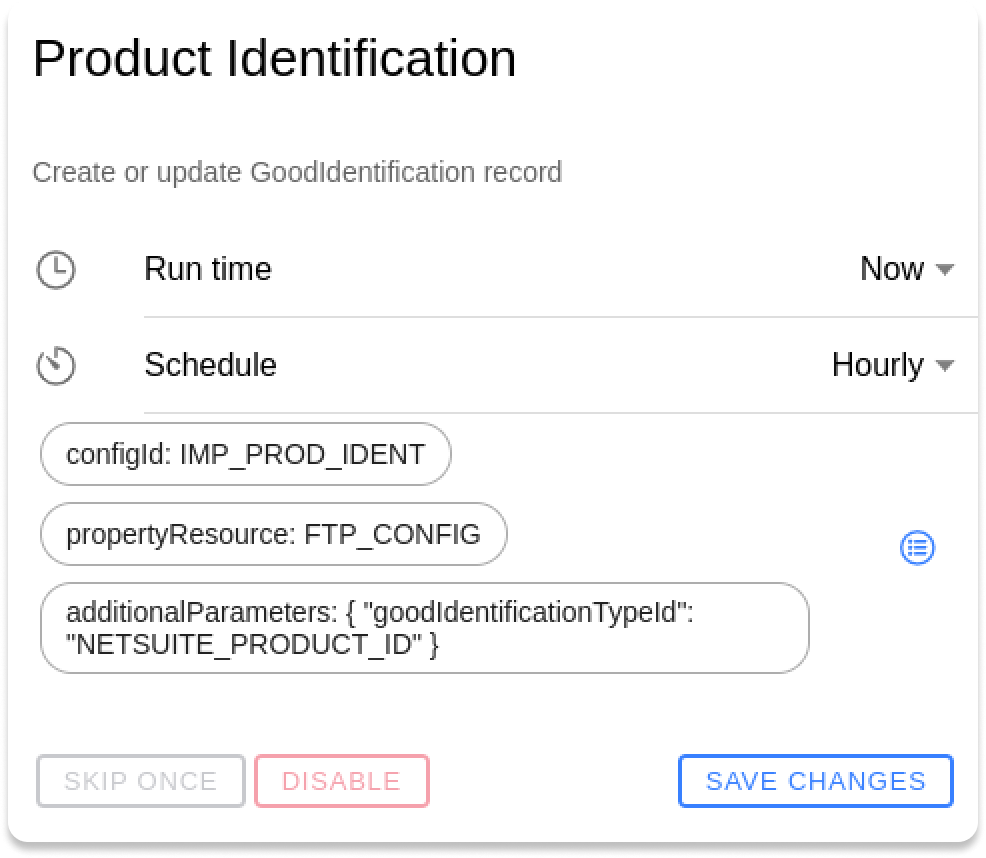 Product Identification
Create or update GoodIdentification record
Run time
Now
Schedule
Hourly
configId: IMP_PROD_IDENT
propertyResource: FTP_CONFIG
additionalParameters: { "goodIdentificationTypeId":
"NETSUITE_PRODUCT_ID" }
SKIP ONCE
DISABLE
SAVE CHANGES